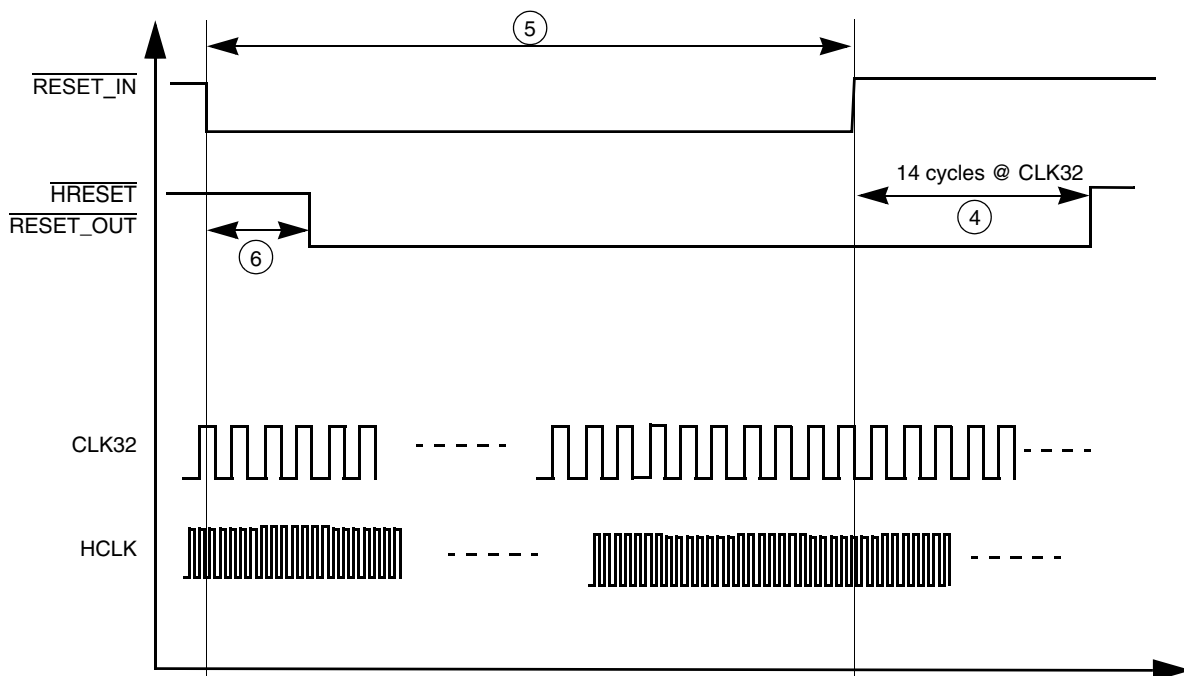 5
RESET_IN
14 cycles @ CLK32
HRESET
4
RESET_OUT
6
CLK32
HCLK